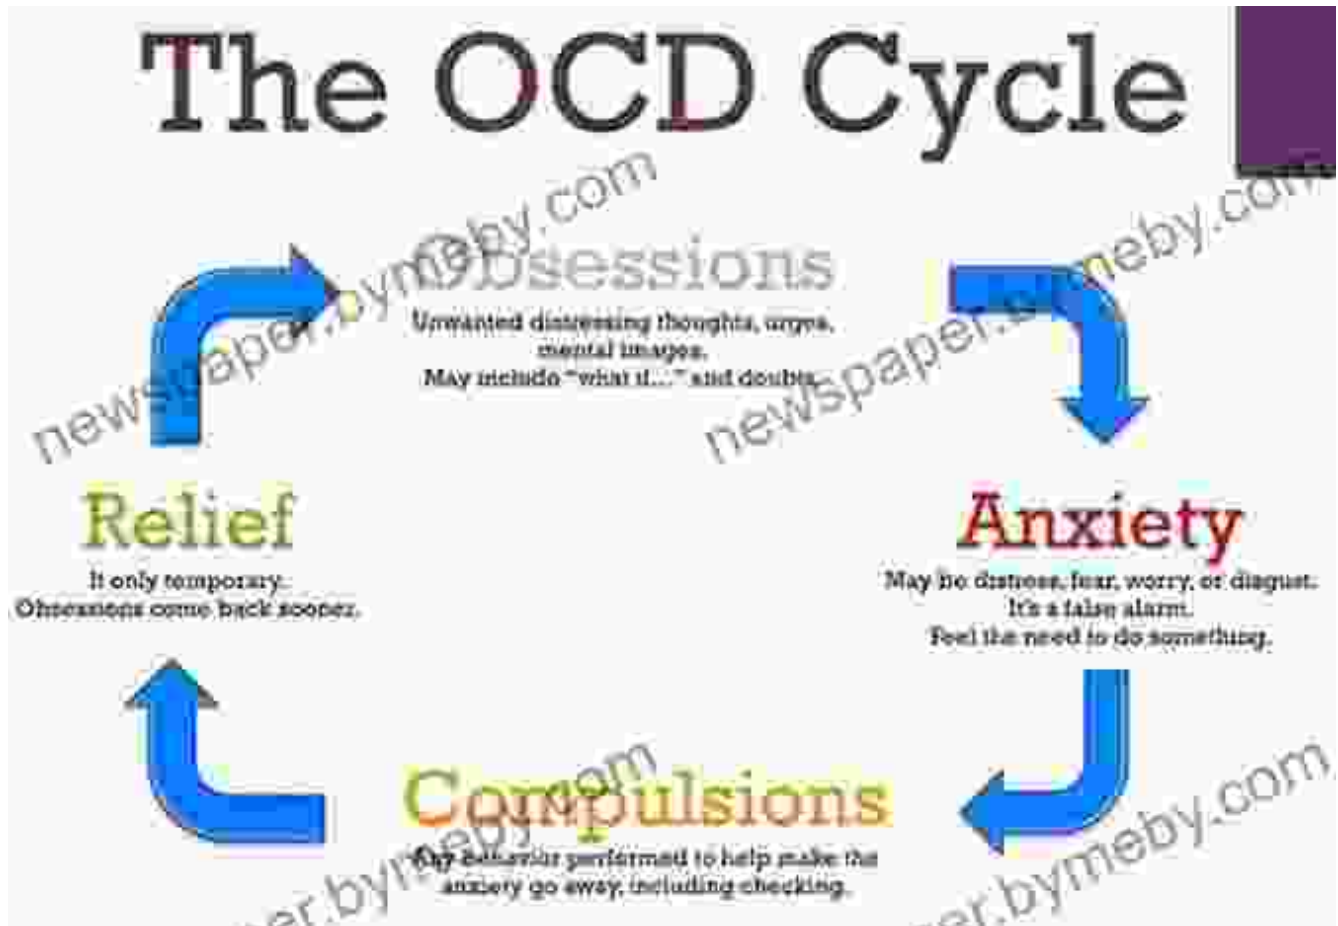 The OCD Cycle
Obsessions
Unwanted distressing thoughts, urges,
mental images.
May include "what if..." and doubts.
Relief
It only temporary.
Obsessions come back sooner.
Anxiety
May be distress, fear, worry, or disgust.
It's a false alarm.
Feel the need to do something.
Compulsions
Any behavior performed to help make the
anxiety go away, including checking.
newspaper.bymeby.com
newspaper.bymeby.com
er.bymeby.com
er.bymeby.com